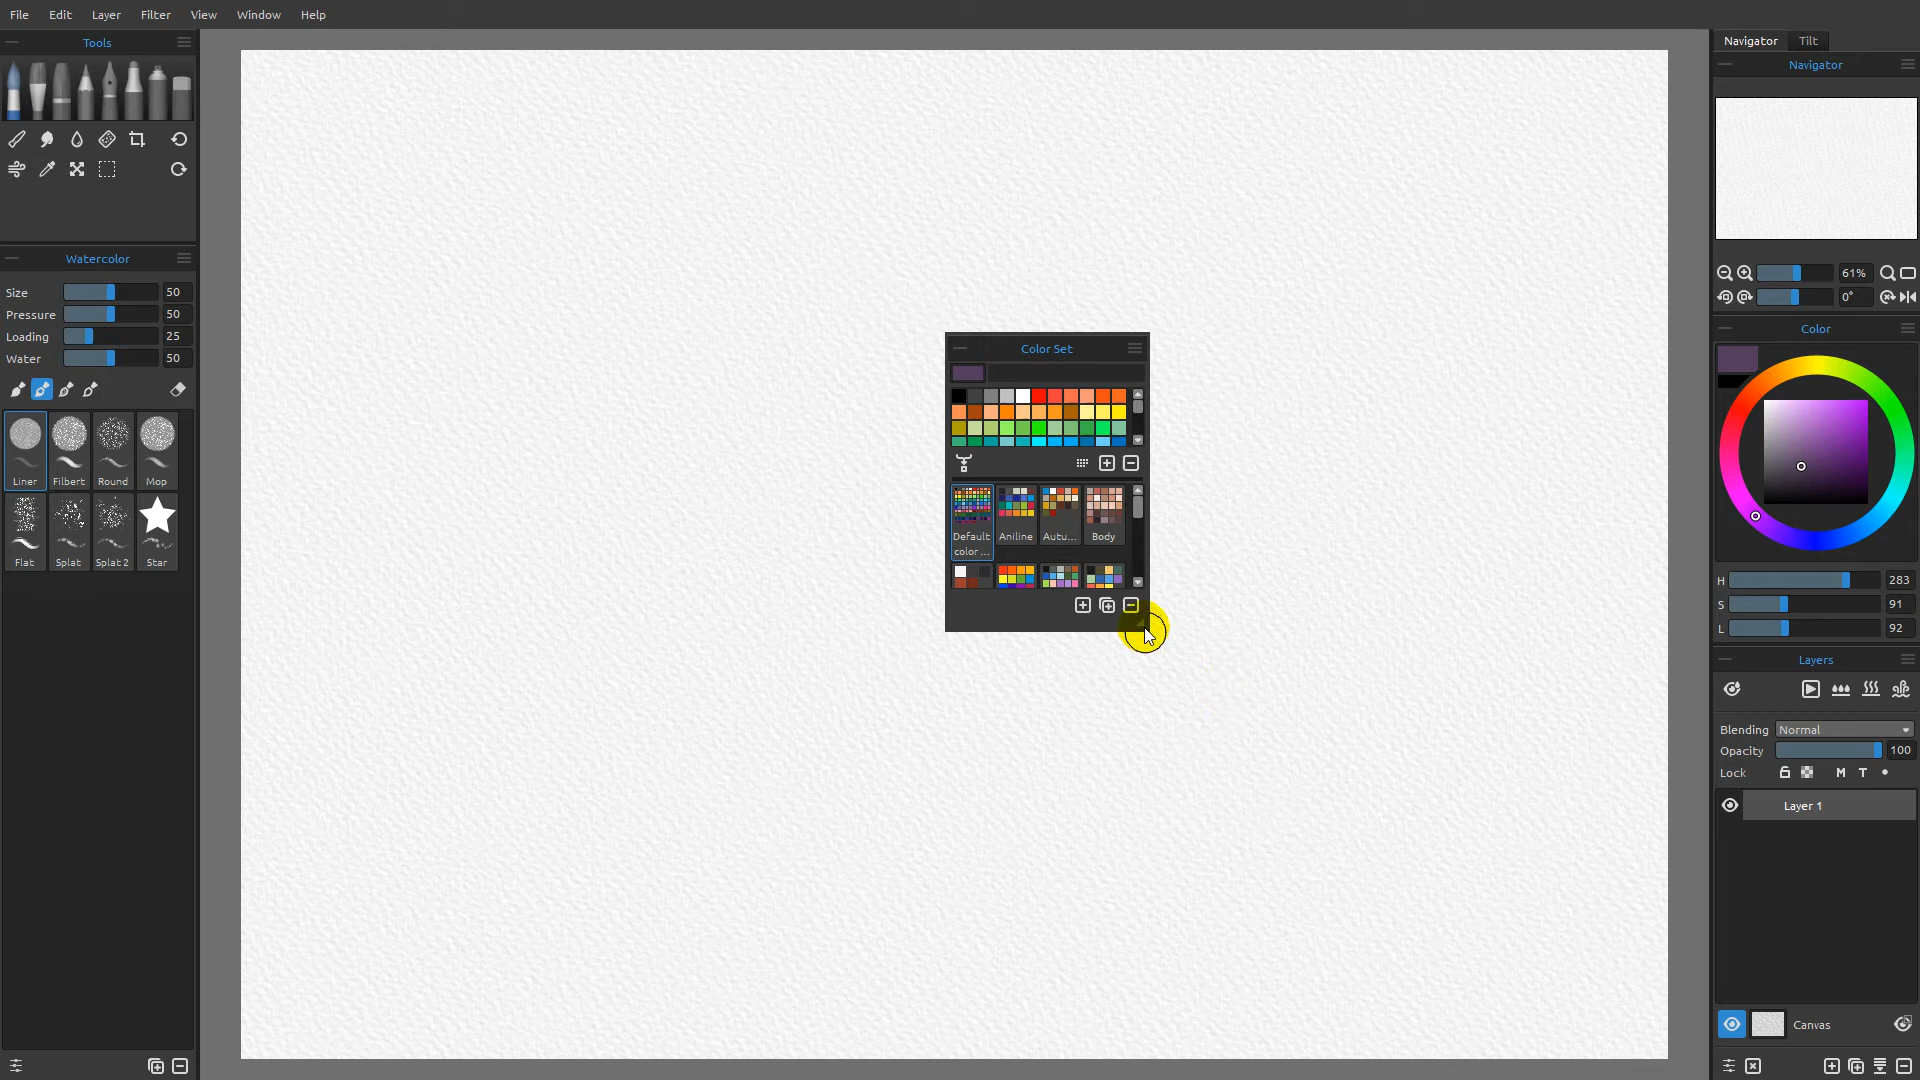 File Edit Layer Filter View Window Help
Tools
Watercolor
Size 50
Pressure 50
Loading 25
Water 50
Liner Filbert Round Mop
Flat Splat Splat 2 Star
Color Set
Default color ... Aniline Autu... Body
Navigator Tilt
Navigator
61%
0°
Color
H 283
S 91
L 92
Layers
Blending Normal
Opacity 100
Lock M T
Layer 1
Canvas